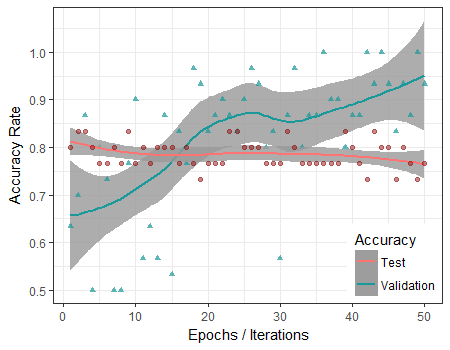 1.0
0.9
0.8
0.7
0.6
0.5
Accuracy Rate
0 10 20 30 40 50
Epochs / Iterations
Accuracy
Test
Validation